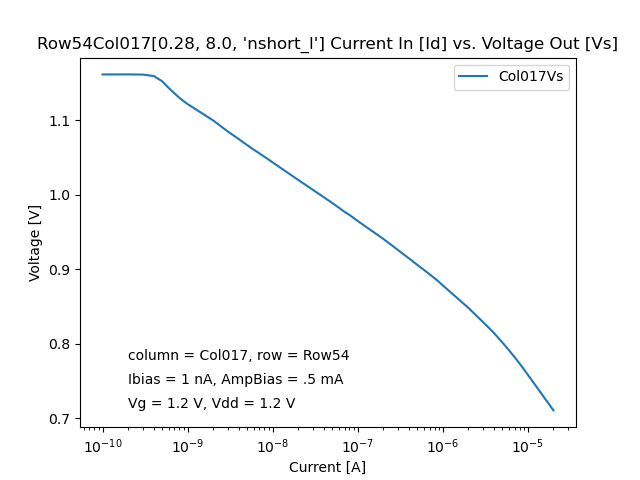 Row54Col017[0.28, 8.0, 'nshort_l'] Current In [Id] vs. Voltage Out [Vs]
Col017Vs
1.1
1.0
0.9
0.8
0.7
Voltage [V]
column = Col017, row = Row54
Ibias = 1 nA, AmpBias = .5 mA
Vg = 1.2 V, Vdd = 1.2 V
10⁻¹⁰ 10⁻⁹ 10⁻⁸ 10⁻⁷ 10⁻⁶ 10⁻⁵
Current [A]